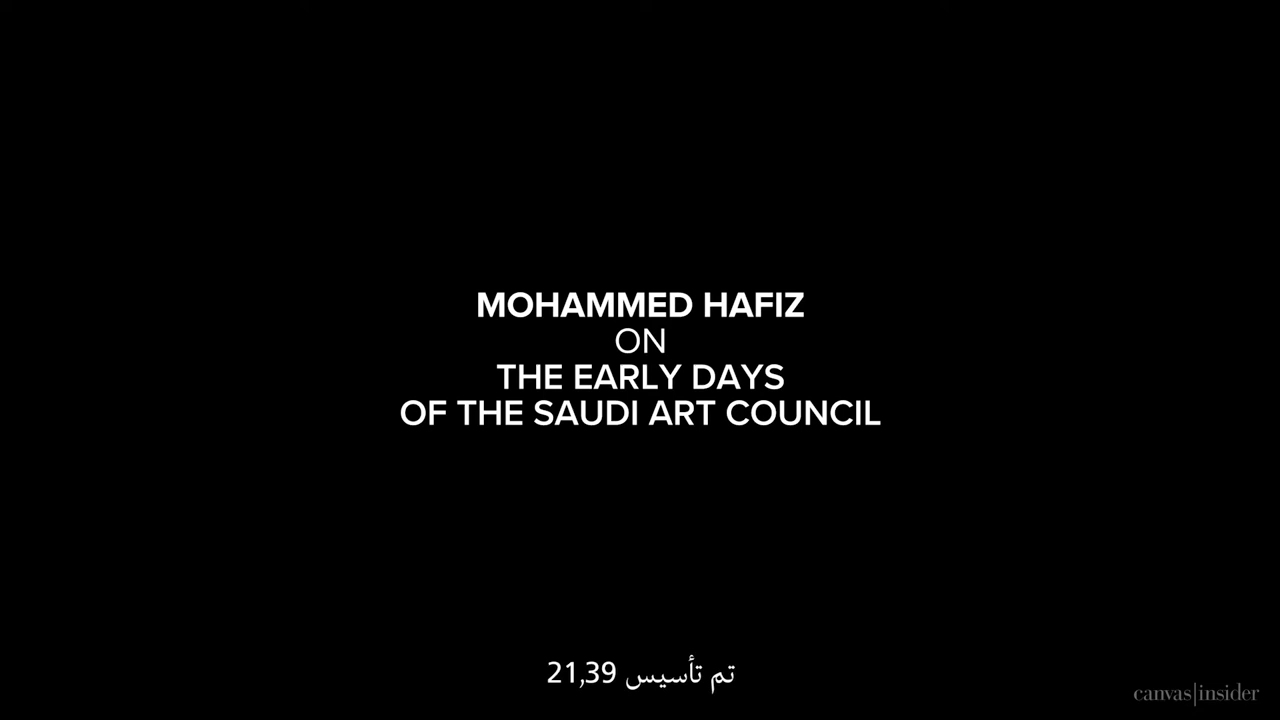 MOHAMMED HAFIZ
ON
THE EARLY DAYS
OF THE SAUDI ART COUNCIL
تم تأسيس 21,39
canvas|insider